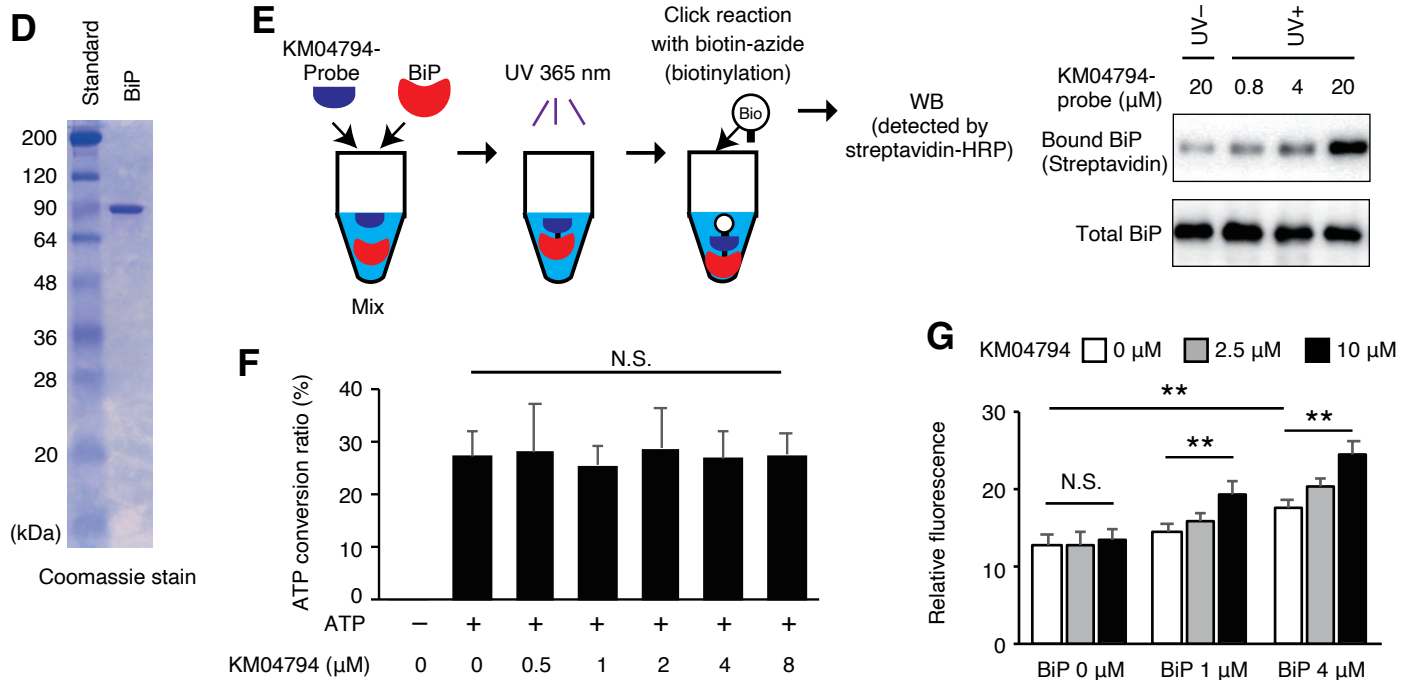 D
Standard
BiP
200
120
90
64
48
36
28
20
(kDa)
Coomassie stain
E
KM04794-
Probe
BiP
Mix
UV 365 nm
Click reaction
with biotin-azide
(biotinylation)
Bio
WB
(detected by
streptavidin-HRP)
UV−
UV+
KM04794-
probe (μM)
20 0.8 4 20
Bound BiP
(Streptavidin)
Total BiP
F
N.S.
ATP conversion ratio (%)
40
30
20
10
0
ATP − + + + + + +
KM04794 (μM) 0 0 0.5 1 2 4 8
G
KM04794 0 μM 2.5 μM 10 μM
Relative fluorescence
30
20
10
0
**
N.S.
**
**
BiP 0 μM BiP 1 μM BiP 4 μM